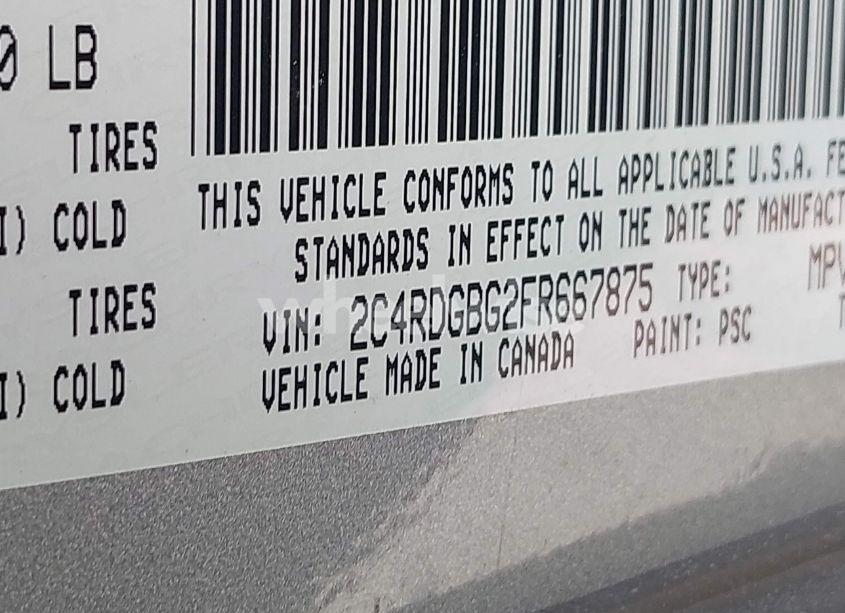 0 LB
TIRES
I) COLD
TIRES
I) COLD
THIS VEHICLE CONFORMS TO ALL APPLICABLE U.S.A. FE
STANDARDS IN EFFECT ON THE DATE OF MANUFACT
VIN: 2C4RDGBG2FR667875 TYPE: MPV
VEHICLE MADE IN CANADA PAINT: PSC T